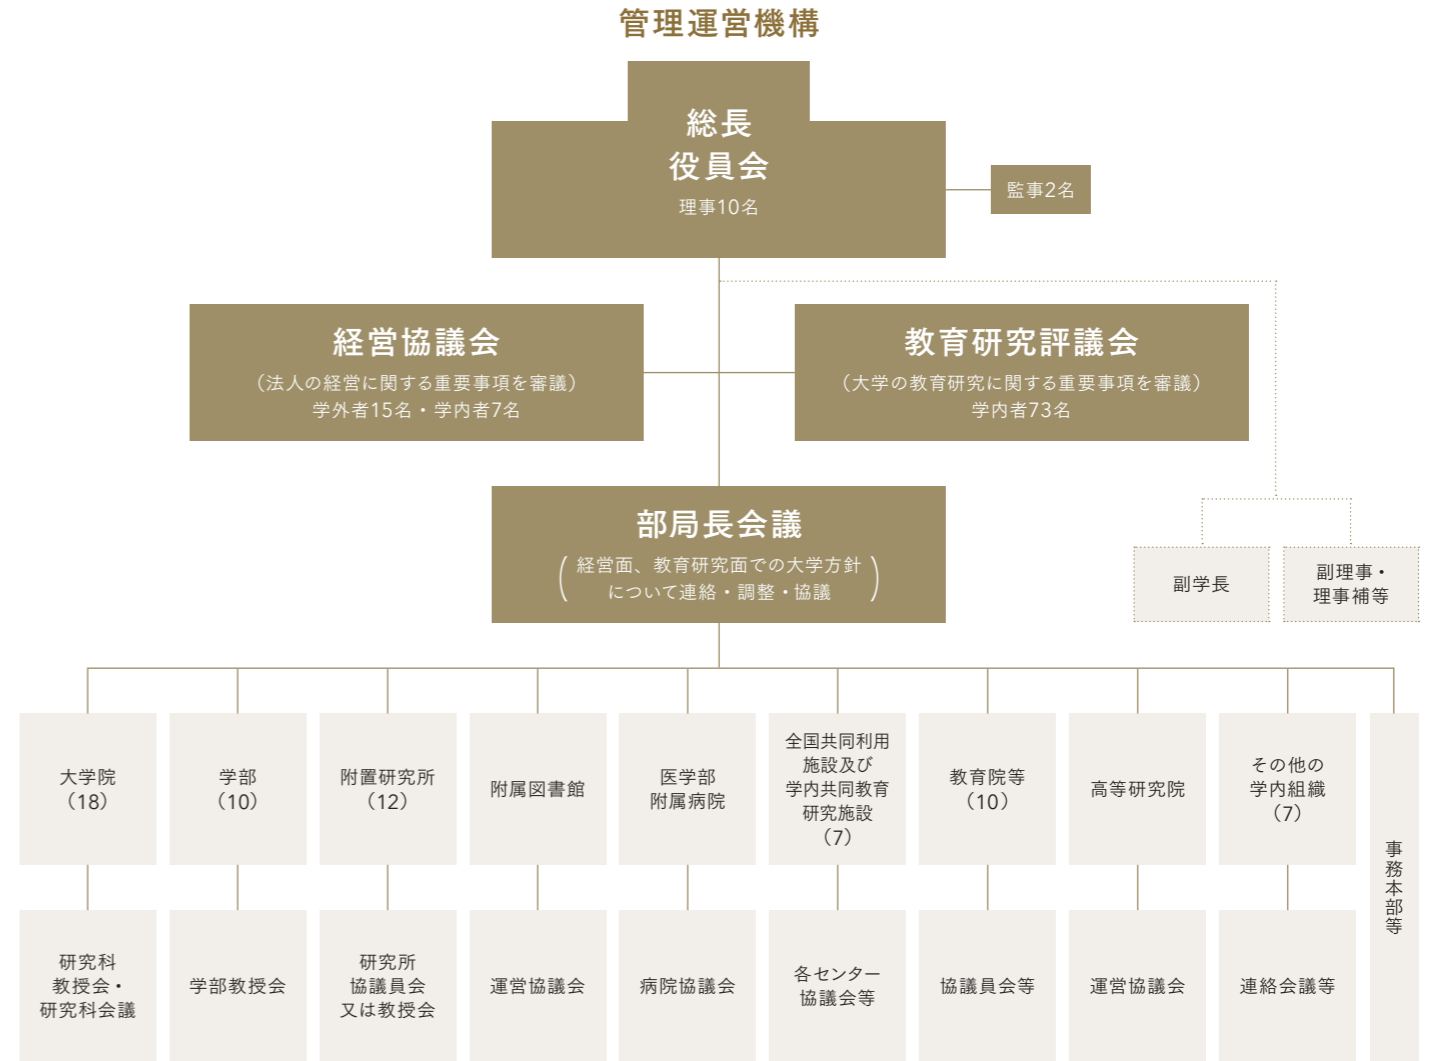 管理運営機構
総長
役員会
理事10名
監事2名
経営協議会
（法人の経営に関する重要事項を審議）
学外者15名・学内者7名
教育研究評議会
（大学の教育研究に関する重要事項を審議）
学内者73名
部局長会議
（経営面、教育研究面での大学方針
について連絡・調整・協議）
副学長
副理事・
理事補等
大学院
（18）
学部
（10）
附置研究所
（12）
附属図書館
医学部
附属病院
全国共同利用
施設及び
学内共同教育
研究施設
（7）
教育院等
（10）
高等研究院
その他の
学内組織
（7）
事務本部等
研究科
教授会・
研究科会議
学部教授会
研究所
協議員会
又は教授会
運営協議会
病院協議会
各センター
協議会等
協議員会等
運営協議会
連絡会議等